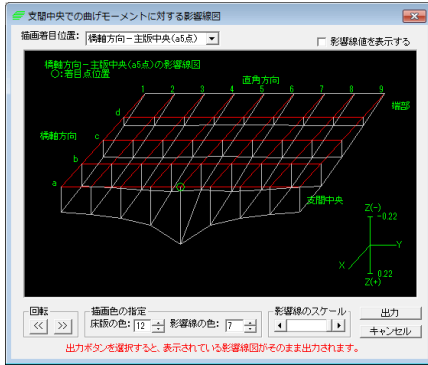 支間中央での曲げモーメントに対する影響線図
描画着目位置: 橋軸方向－主版中央(a5点)
影響線値を表示する
橋軸方向－主版中央(a5点)の影響線図
○:着目点位置
直角方向
1 2 3 4 5 6 7 8 9
端部
d
橋軸方向
c
b
a
支間中央
Z(-)
-0.22
Y
X
0.22
Z(+)
回転
<< >>
描画色の指定
床版の色: 12 影響線の色: 7
影響線のスケール
出力
キャンセル
出力ボタンを選択すると、表示されている影響線図がそのまま出力されます。